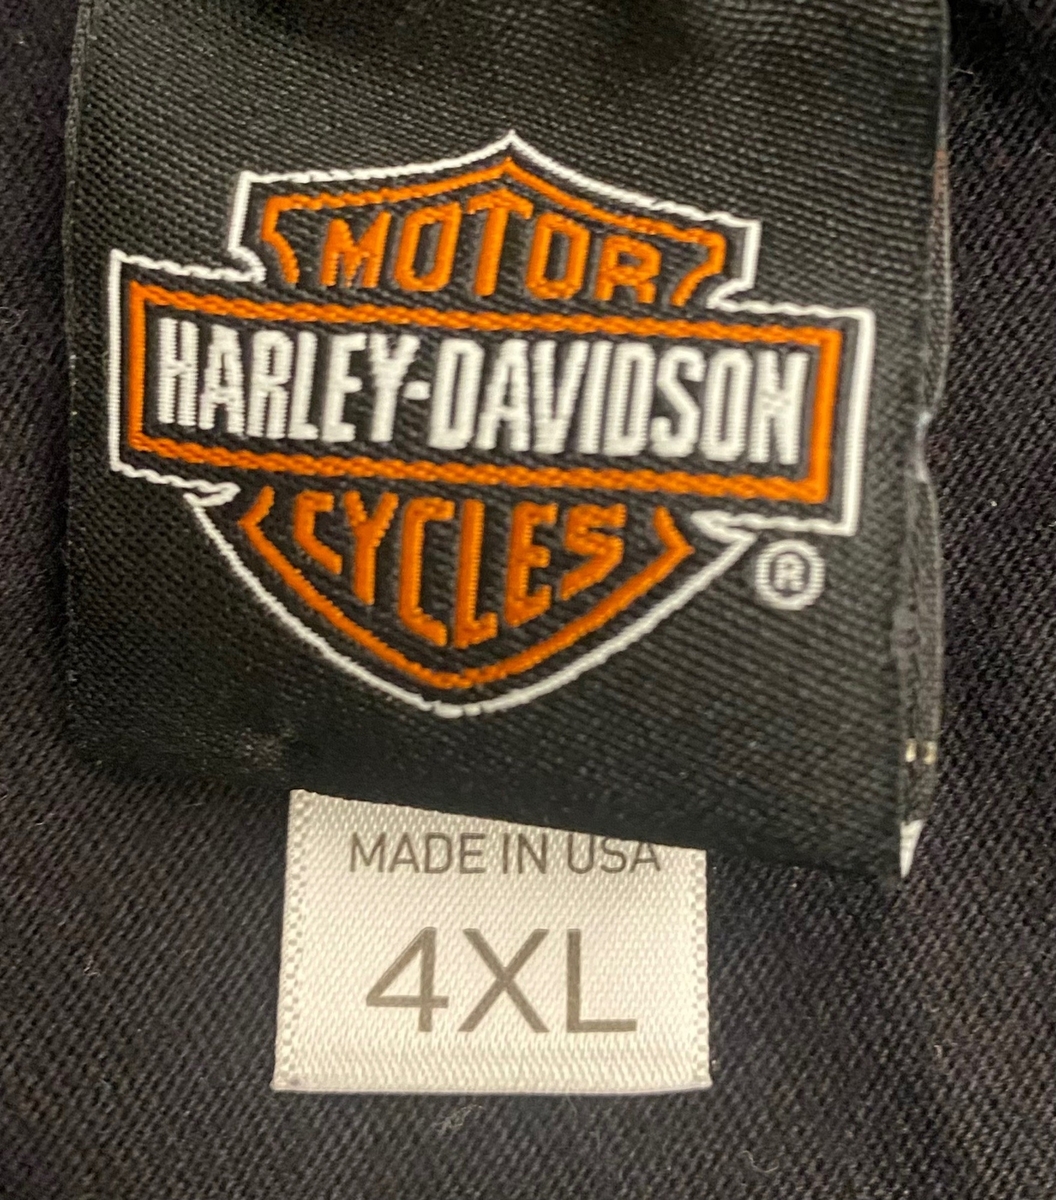 MOTOR
HARLEY-DAVIDSON
CYCLES
®
MADE IN USA
4XL